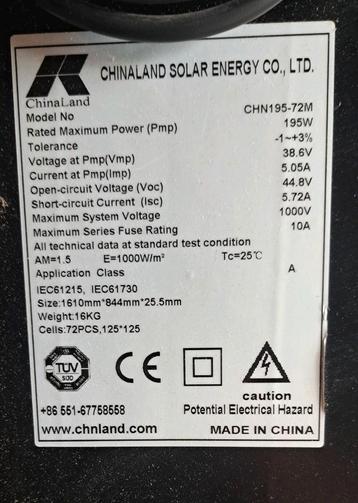 CHINALAND SOLAR ENERGY CO., LTD.
ChinaLand
Model No CHN195-72M
Rated Maximum Power (Pmp) 195W
Tolerance -1~+3%
Voltage at Pmp(Vmp) 38.6V
Current at Pmp(Imp) 5.05A
Open-circuit Voltage (Voc) 44.8V
Short-circuit Current (Isc) 5.72A
Maximum System Voltage 1000V
Maximum Series Fuse Rating 10A
All technical data at standard test condition
AM=1.5 E=1000W/m² Tc=25℃
Application Class A
IEC61215, IEC61730
Size:1610mm*844mm*25.5mm
Weight:16KG
Cells:72PCS,125*125
TÜV
SÜD
CE
caution
+86 551-67758558 Potential Electrical Hazard
www.chnland.com MADE IN CHINA